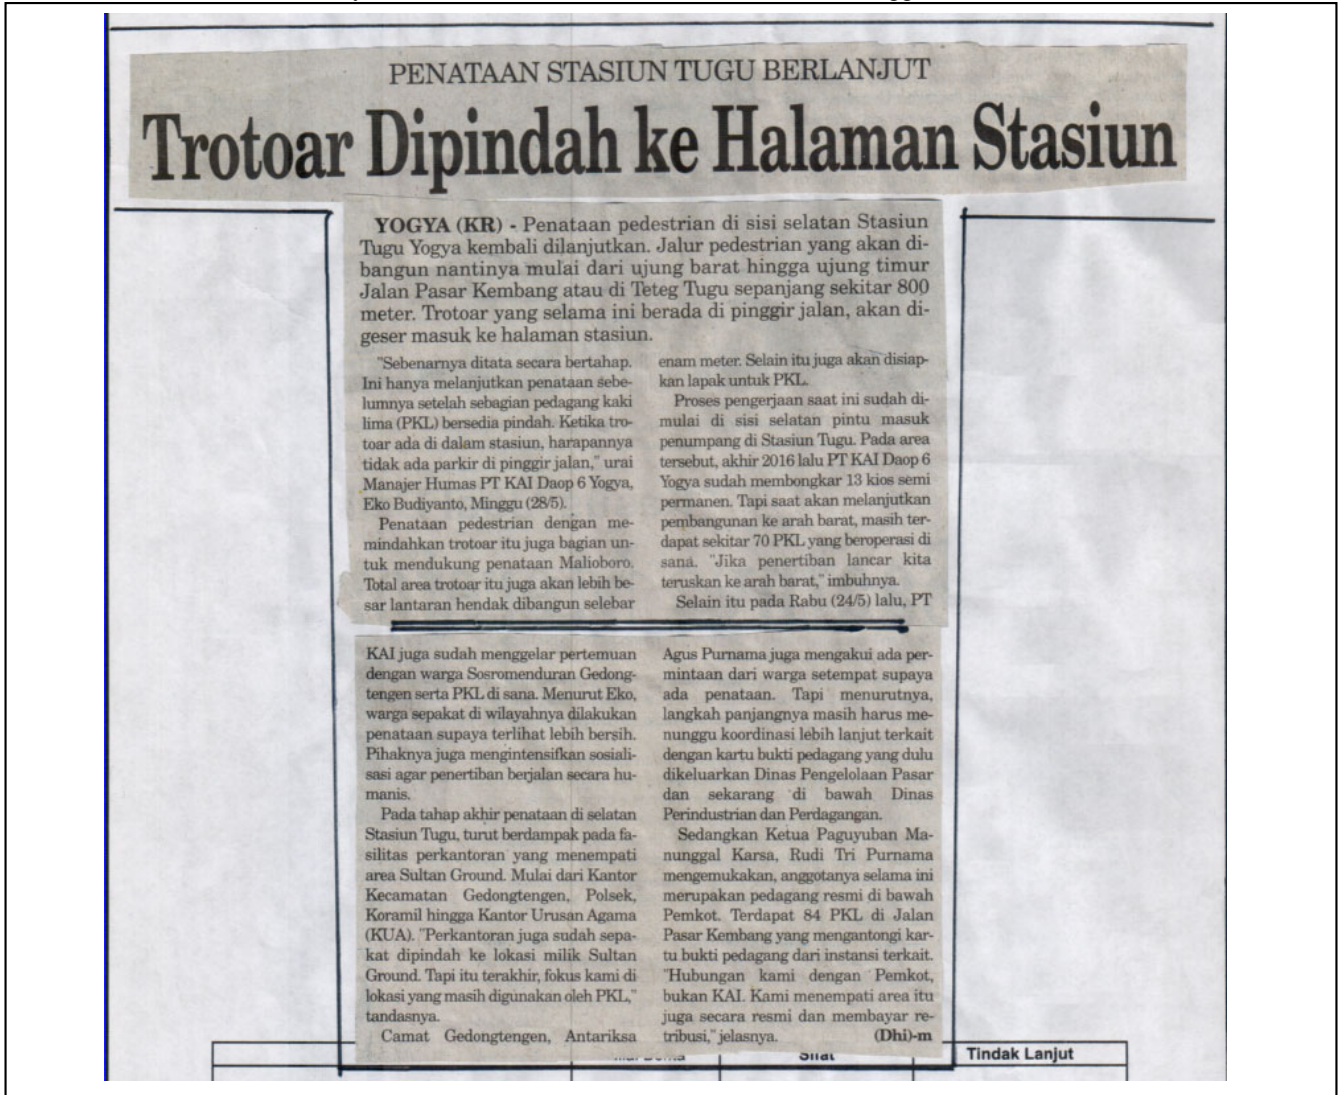 PENATAAN STASIUN TUGU BERLANJUT
Trotoar Dipindah ke Halaman Stasiun
YOGYA (KR) - Penataan pedestrian di sisi selatan Stasiun
Tugu Yogya kembali dilanjutkan. Jalur pedestrian yang akan di-
bangun nantinya mulai dari ujung barat hingga ujung timur
Jalan Pasar Kembang atau di Teteg Tugu sepanjang sekitar 800
meter. Trotoar yang selama ini berada di pinggir jalan, akan di-
geser masuk ke halaman stasiun.
"Sebenarnya ditata secara bertahap.
Ini hanya melanjutkan penataan sebe-
lumnya setelah sebagian pedagang kaki
lima (PKL) bersedia pindah. Ketika tro-
toar ada di dalam stasiun, harapannya
tidak ada parkir di pinggir jalan," urai
Manajer Humas PT KAI Daop 6 Yogya,
Eko Budiyanto, Minggu (28/5).
Penataan pedestrian dengan me-
mindahkan trotoar itu juga bagian un-
tuk mendukung penataan Malioboro.
Total area trotoar itu juga akan lebih be-
sar lantaran hendak dibangun selebar
enam meter. Selain itu juga akan disiap-
kan lapak untuk PKL.
Proses pengerjaan saat ini sudah di-
mulai di sisi selatan pintu masuk
penumpang di Stasiun Tugu. Pada area
tersebut, akhir 2016 lalu PT KAI Daop 6
Yogya sudah membongkar 13 kios semi
permanen. Tapi saat akan melanjutkan
pembangunan ke arah barat, masih ter-
dapat sekitar 70 PKL yang beroperasi di
sana. "Jika penertiban lancar kita
teruskan ke arah barat," imbuhnya.
Selain itu pada Rabu (24/5) lalu, PT
KAI juga sudah menggelar pertemuan
dengan warga Sosromenduran Gedong-
tengen serta PKL di sana. Menurut Eko,
warga sepakat di wilayahnya dilakukan
penataan supaya terlihat lebih bersih.
Pihaknya juga mengintensifkan sosiali-
sasi agar penertiban berjalan secara hu-
manis.
Pada tahap akhir penataan di selatan
Stasiun Tugu, turut berdampak pada fa-
silitas perkantoran yang menempati
area Sultan Ground. Mulai dari Kantor
Kecamatan Gedongtengen, Polsek,
Koramil hingga Kantor Urusan Agama
(KUA). "Perkantoran juga sudah sepa-
kat dipindah ke lokasi milik Sultan
Ground. Tapi itu terakhir, fokus kami di
lokasi yang masih digunakan oleh PKL,"
tandasnya.
Camat Gedongtengen, Antariksa
Agus Purnama juga mengakui ada per-
mintaan dari warga setempat supaya
ada penataan. Tapi menurutnya,
langkah panjangnya masih harus me-
nunggu koordinasi lebih lanjut terkait
dengan kartu bukti pedagang yang dulu
dikeluarkan Dinas Pengelolaan Pasar
dan sekarang di bawah Dinas
Perindustrian dan Perdagangan.
Sedangkan Ketua Paguyuban Ma-
nunggal Karsa, Rudi Tri Purnama
mengemukakan, anggotanya selama ini
merupakan pedagang resmi di bawah
Pemkot. Terdapat 84 PKL di Jalan
Pasar Kembang yang mengantongi kar-
tu bukti pedagang dari instansi terkait.
"Hubungan kami dengan Pemkot,
bukan KAI. Kami menempati area itu
juga secara resmi dan membayar re-
tribusi," jelasnya. (Dhi)-m
Sifat
Tindak Lanjut